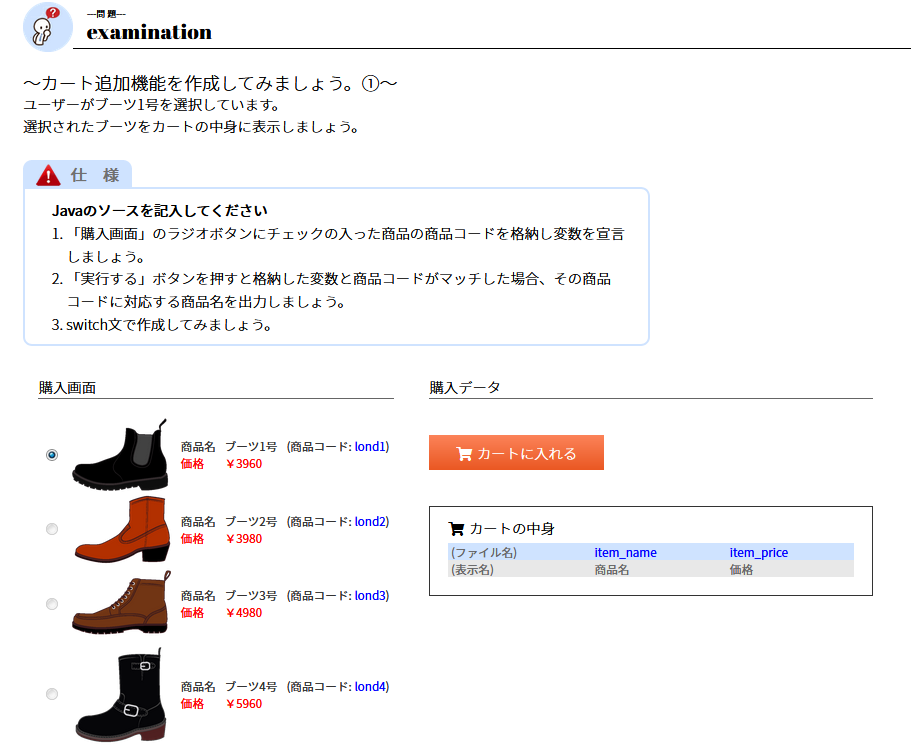 ?
―問題―
examination
～カート追加機能を作成してみましょう。①～
ユーザーがブーツ1号を選択しています。
選択されたブーツをカートの中身に表示しましょう。
仕 様
Javaのソースを記入してください
1. 「購入画面」のラジオボタンにチェックの入った商品の商品コードを格納し変数を宣言
しましょう。
2. 「実行する」ボタンを押すと格納した変数と商品コードがマッチした場合、その商品
コードに対応する商品名を出力しましょう。
3. switch文で作成してみましょう。
購入画面
商品名 ブーツ1号 (商品コード: lond1)
価格 ￥3960
商品名 ブーツ2号 (商品コード: lond2)
価格 ￥3980
商品名 ブーツ3号 (商品コード: lond3)
価格 ￥4980
商品名 ブーツ4号 (商品コード: lond4)
価格 ￥5960
購入データ
カートに入れる
カートの中身
(ファイル名) item_name item_price
(表示名) 商品名 価格